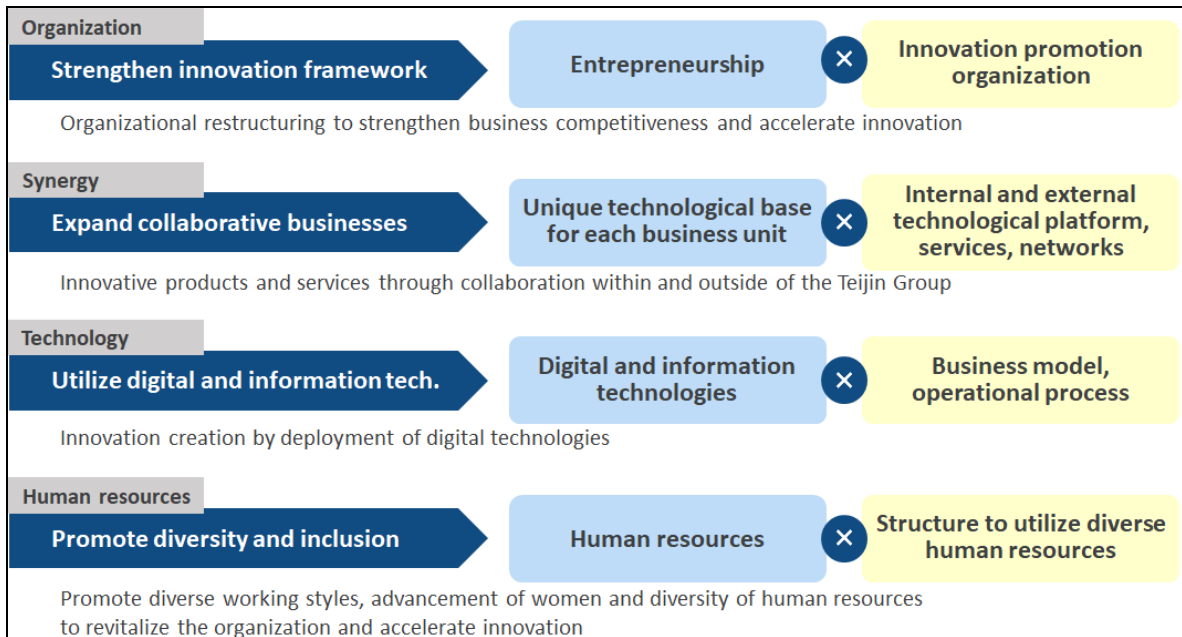 Organization
Strengthen innovation framework
Entrepreneurship
×
Innovation promotion
organization
Organizational restructuring to strengthen business competitiveness and accelerate innovation
Synergy
Expand collaborative businesses
Unique technological base
for each business unit
×
Internal and external
technological platform,
services, networks
Innovative products and services through collaboration within and outside of the Teijin Group
Technology
Utilize digital and information tech.
Digital and information
technologies
×
Business model,
operational process
Innovation creation by deployment of digital technologies
Human resources
Promote diversity and inclusion
Human resources
×
Structure to utilize diverse
human resources
Promote diverse working styles, advancement of women and diversity of human resources
to revitalize the organization and accelerate innovation